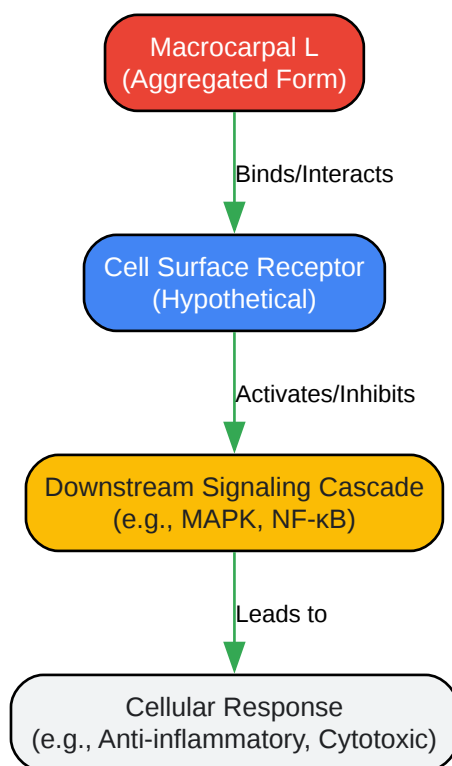 Macrocarpal L
(Aggregated Form)
Binds/Interacts
Cell Surface Receptor
(Hypothetical)
Activates/Inhibits
Downstream Signaling Cascade
(e.g., MAPK, NF-κB)
Leads to
Cellular Response
(e.g., Anti-inflammatory, Cytotoxic)